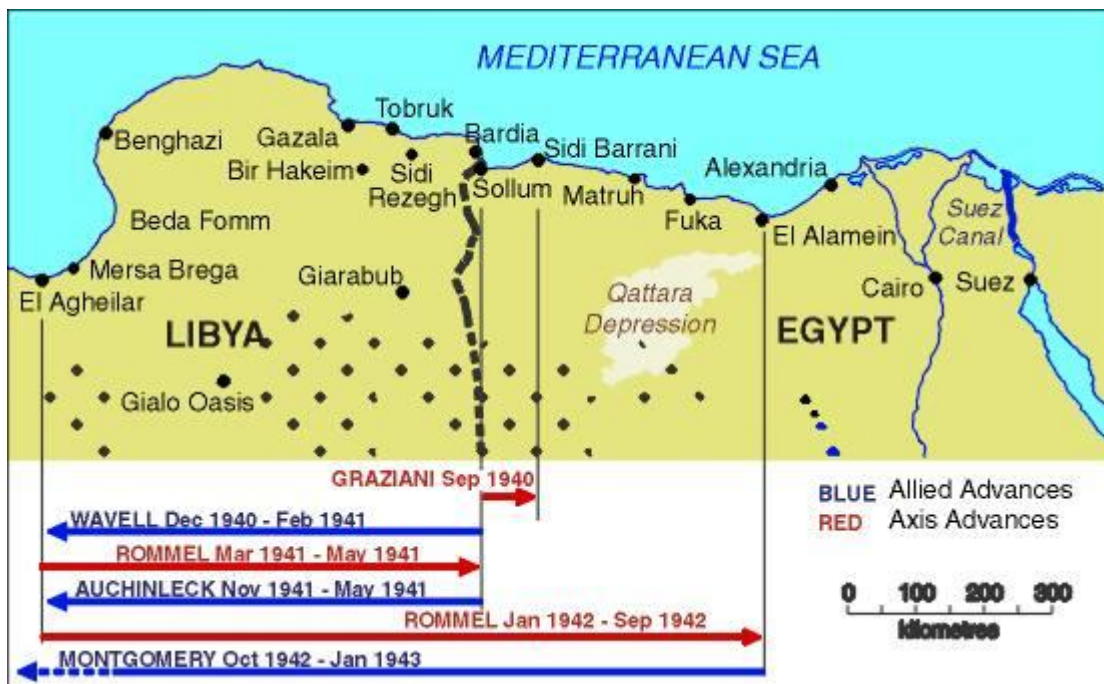 MEDITERRANEAN SEA
Tobruk
Benghazi
Gazala
Bardia
Sidi Barrani
Alexandria
Bir Hakeim
Sidi
Rezegh
Sollum
Matruh
Fuka
El Alamein
Suez
Canal
Beda Fomm
Mersa Brega
El Agheilar
Giarabub
Cairo
Suez
Qattara
Depression
LIBYA
EGYPT
Gialo Oasis
GRAZIANI Sep 1940
WAVELL Dec 1940 - Feb 1941
ROMMEL Mar 1941 - May 1941
AUCHINLECK Nov 1941 - May 1941
ROMMEL Jan 1942 - Sep 1942
MONTGOMERY Oct 1942 - Jan 1943
BLUE Allied Advances
RED Axis Advances
0 100 200 300
kilometres